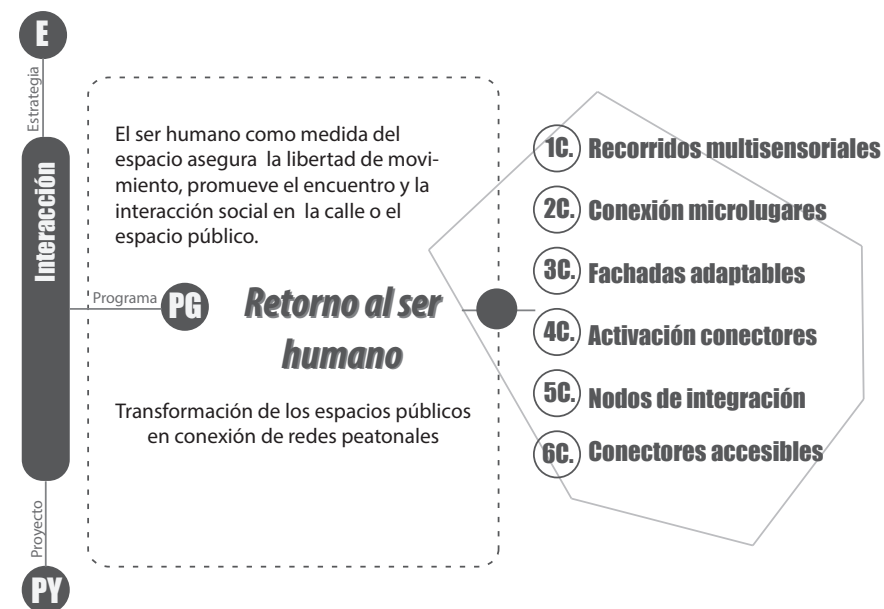 E
Estrategia
Interacción
El ser humano como medida del
espacio asegura la libertad de movi-
miento, promueve el encuentro y la
interacción social en la calle o el
espacio público.
Programa
PG
Retorno al ser
humano
Transformación de los espacios públicos
en conexión de redes peatonales
1C. Recorridos multisensoriales
2C. Conexión microlugares
3C. Fachadas adaptables
4C. Activación conectores
5C. Nodos de integración
6C. Conectores accesibles
Proyecto
PY